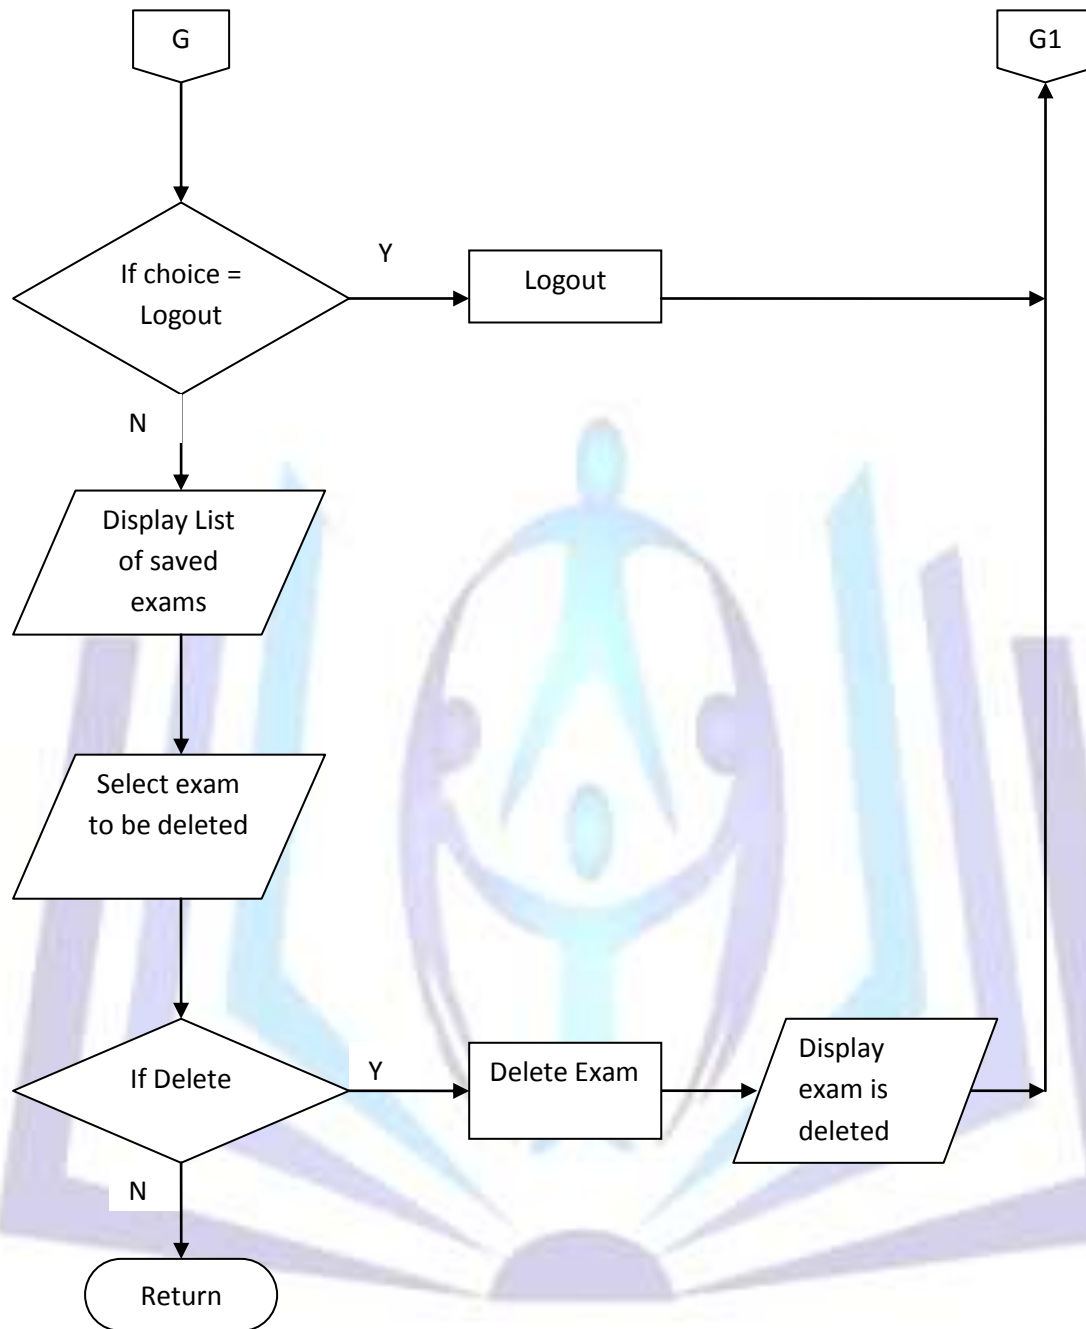 G
G1
If choice =
Logout
Y
Logout
N
Display List
of saved
exams
Select exam
to be deleted
If Delete
Y
Delete Exam
Display
exam is
deleted
N
Return